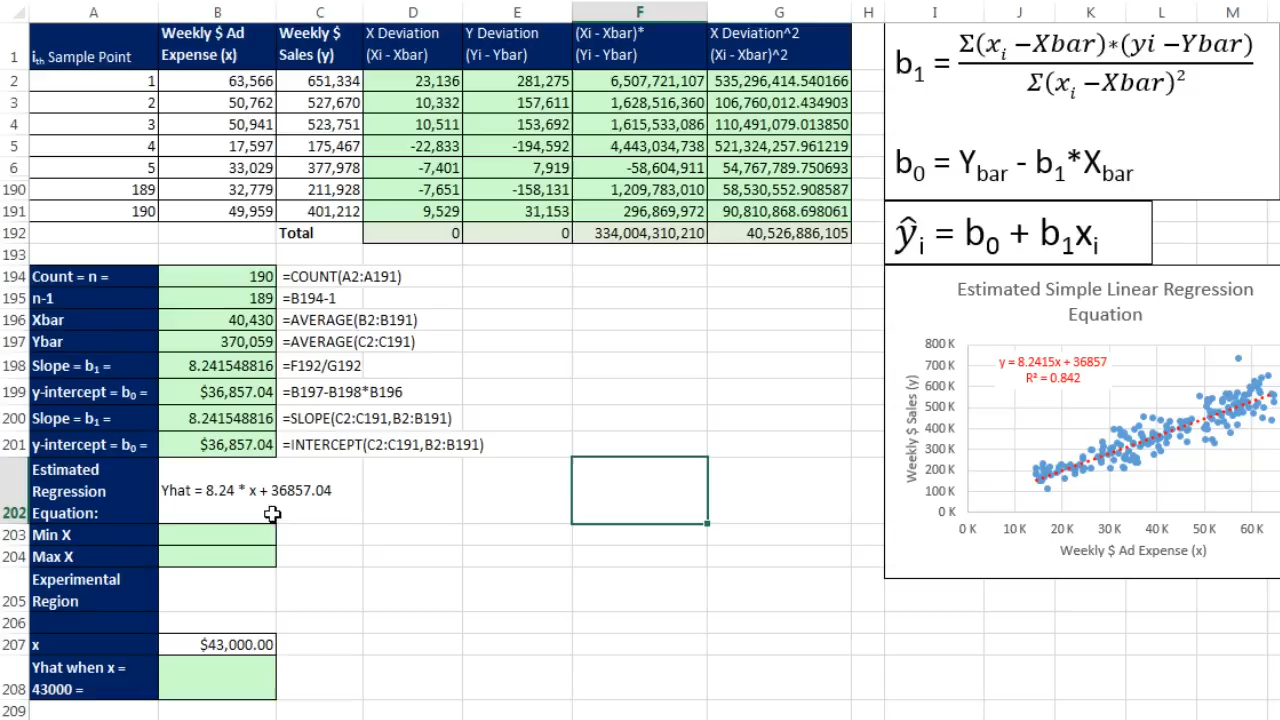 A B C D E F G H I J K L M
Weekly $ Ad Weekly $ X Deviation Y Deviation (Xi - Xbar)* X Deviation^2
1 ith Sample Point Expense (x) Sales (y) (Xi - Xbar) (Yi - Ybar) (Yi - Ybar) (Xi - Xbar)^2
2 1 63,566 651,334 23,136 281,275 6,507,721,107 535,296,414.540166
3 2 50,762 527,670 10,332 157,611 1,628,516,360 106,760,012.434903
4 3 50,941 523,751 10,511 153,692 1,615,533,086 110,491,079.013850
5 4 17,597 175,467 -22,833 -194,592 4,443,034,738 521,324,257.961219
6 5 33,029 377,978 -7,401 7,919 -58,604,911 54,767,789.750693
190 189 32,779 211,928 -7,651 -158,131 1,209,783,010 58,530,552.908587
191 190 49,959 401,212 9,529 31,153 296,869,972 90,810,868.698061
192 Total 0 0 334,004,310,210 40,526,886,105
193
194 Count = n = 190 =COUNT(A2:A191)
195 n-1 189 =B194-1
196 Xbar 40,430 =AVERAGE(B2:B191)
197 Ybar 370,059 =AVERAGE(C2:C191)
198 Slope = b₁ = 8.241548816 =F192/G192
199 y-intercept = b₀ = $36,857.04 =B197-B198*B196
200 Slope = b₁ = 8.241548816 =SLOPE(C2:C191,B2:B191)
201 y-intercept = b₀ = $36,857.04 =INTERCEPT(C2:C191,B2:B191)
Estimated
Regression Yhat = 8.24 * x + 36857.04
202 Equation:
203 Min X
204 Max X
Experimental
205 Region
206
207 x $43,000.00
Yhat when x =
208 43000 =
209
b₁ = Σ(xᵢ −Xbar)∗(yi −Ybar)
Σ(xᵢ −Xbar)²
b₀ = Ybar - b₁*Xbar
ŷᵢ = b₀ + b₁xᵢ
Estimated Simple Linear Regression
Equation
y = 8.2415x + 36857
R² = 0.842
Weekly $ Sales (y)
800 K
700 K
600 K
500 K
400 K
300 K
200 K
100 K
0 K
0 K 10 K 20 K 30 K 40 K 50 K 60 K
Weekly $ Ad Expense (x)